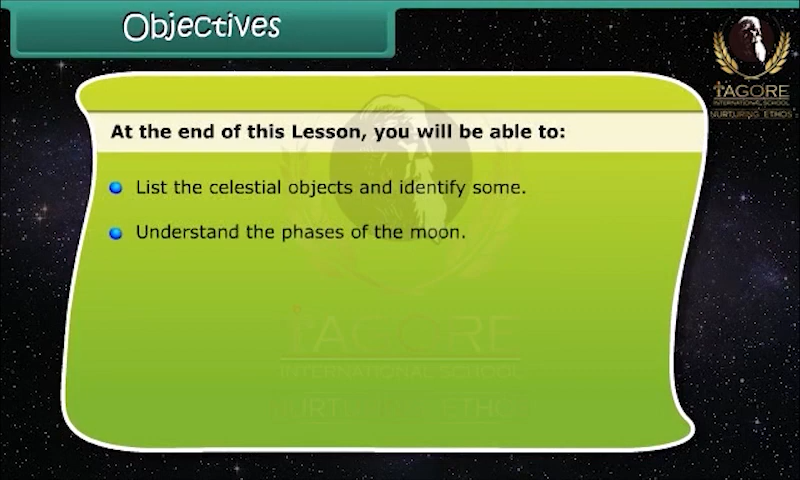 Objectives
TAGORE
INTERNATIONAL SCHOOL
NURTURING ETHOS
At the end of this Lesson, you will be able to:
List the celestial objects and identify some.
Understand the phases of the moon.
TAGORE
INTERNATIONAL SCHOOL
NURTURING ETHOS